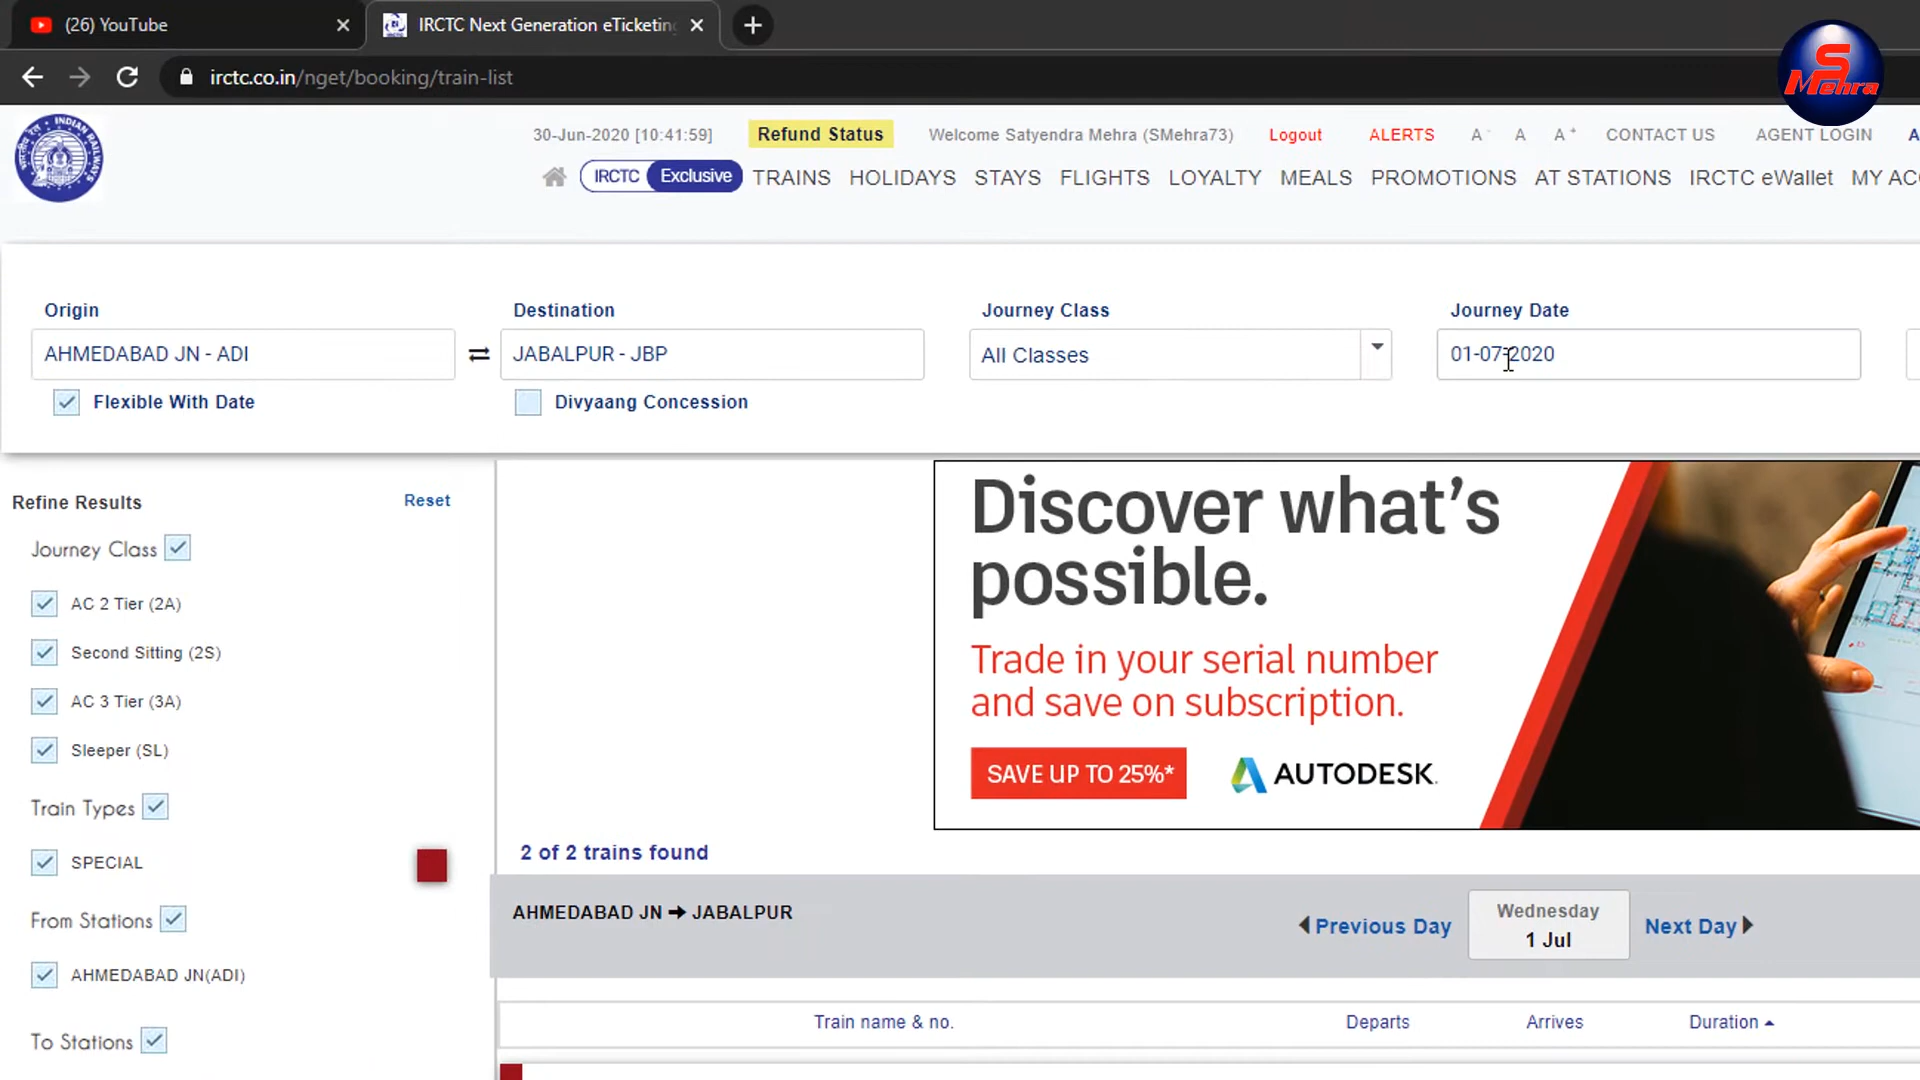 (26) YouTube
IRCTC Next Generation eTicketing
irctc.co.in/nget/booking/train-list
S
Mehra
INDIAN RAILWAYS
30-Jun-2020 [10:41:59] Refund Status Welcome Satyendra Mehra (SMehra73) Logout ALERTS A- A A+ CONTACT US AGENT LOGIN A
IRCTC Exclusive TRAINS HOLIDAYS STAYS FLIGHTS LOYALTY MEALS PROMOTIONS AT STATIONS IRCTC eWallet MY ACC
Origin Destination Journey Class Journey Date
AHMEDABAD JN - ADI JABALPUR - JBP All Classes 01-07-2020
Flexible With Date Divyaang Concession
Refine Results Reset
Journey Class
AC 2 Tier (2A)
Second Sitting (2S)
AC 3 Tier (3A)
Sleeper (SL)
Train Types
SPECIAL
From Stations
AHMEDABAD JN(ADI)
To Stations
Discover what's
possible.
Trade in your serial number
and save on subscription.
SAVE UP TO 25%* AUTODESK.
2 of 2 trains found
AHMEDABAD JN JABALPUR
Previous Day Wednesday 1 Jul Next Day
Train name & no. Departs Arrives Duration